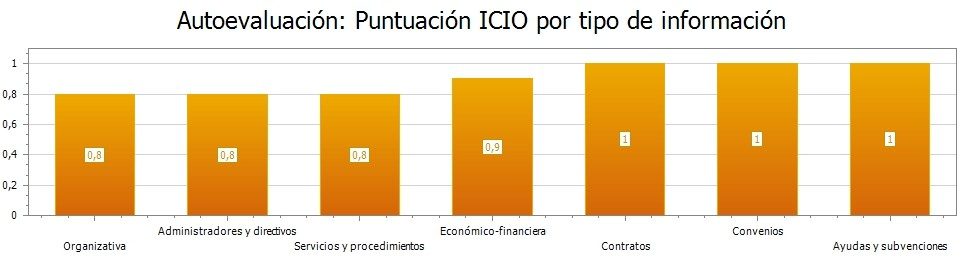 Autoevaluación: Puntuación ICIO por tipo de información
1
0,8
0,6
0,4
0,2
0
0,8
0,8
0,8
0,9
1
1
1
Organizativa
Administradores y directivos
Servicios y procedimientos
Económico-financiera
Contratos
Convenios
Ayudas y subvenciones